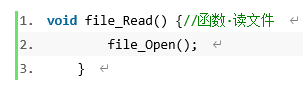 1. void file_Read() {//函数·读文件 ↵
2. file_Open(); ↵
3. } ↵